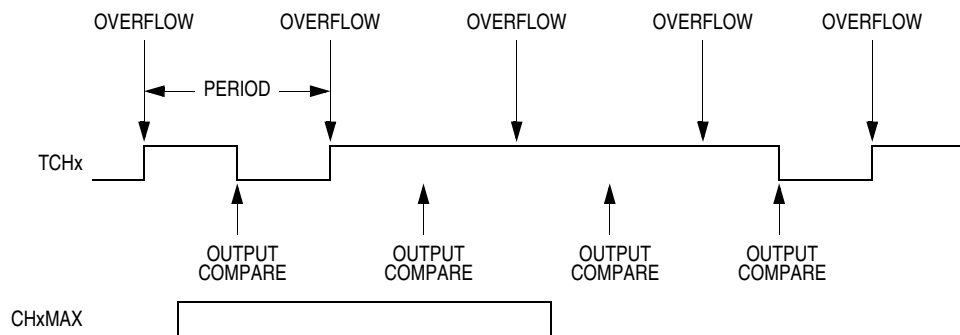 OVERFLOW OVERFLOW OVERFLOW OVERFLOW OVERFLOW
PERIOD
TCHx
OUTPUT COMPARE
OUTPUT COMPARE
OUTPUT COMPARE
OUTPUT COMPARE
CHxMAX